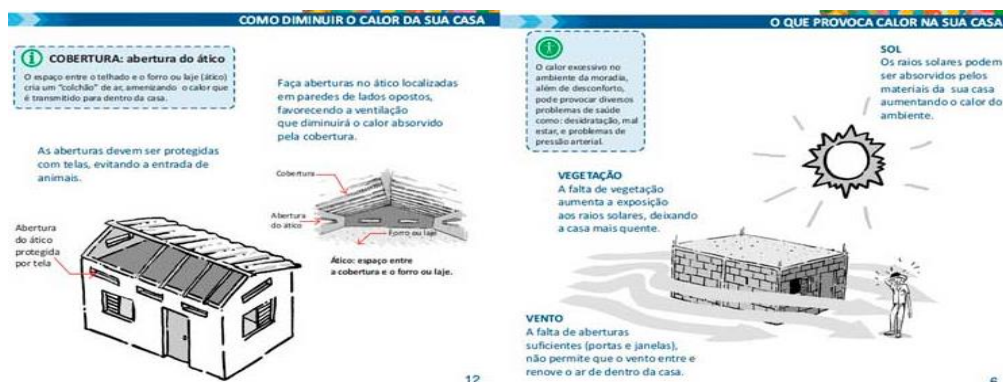 COMO DIMINUIR O CALOR DA SUA CASA
COBERTURA: abertura do ático
O espaço entre o telhado e o forro ou laje (ático)
cria um "colchão" de ar, amenizando o calor que
é transmitido para dentro da casa.
Faça aberturas no ático localizadas
em paredes de lados opostos,
favorecendo a ventilação
que diminuirá o calor absorvido
pela cobertura.
As aberturas devem ser protegidas
com telas, evitando a entrada de
animais.
Cobertura
Abertura
do ático
Forro ou laje
Ático: espaço entre
a cobertura e o forro ou laje.
Abertura
do ático
protegida
por tela
12
O QUE PROVOCA CALOR NA SUA CASA
O calor excessivo no
ambiente da moradia,
além de desconforto,
pode provocar diversos
problemas de saúde
como: desidratação, mal
estar, e problemas de
pressão arterial.
SOL
Os raios solares podem
ser absorvidos pelos
materiais da sua casa
aumentando o calor do
ambiente.
VEGETAÇÃO
A falta de vegetação
aumenta a exposição
aos raios solares, deixando
a casa mais quente.
VENTO
A falta de aberturas
suficientes (portas e janelas),
não permite que o vento entre e
renove o ar de dentro da casa.
6